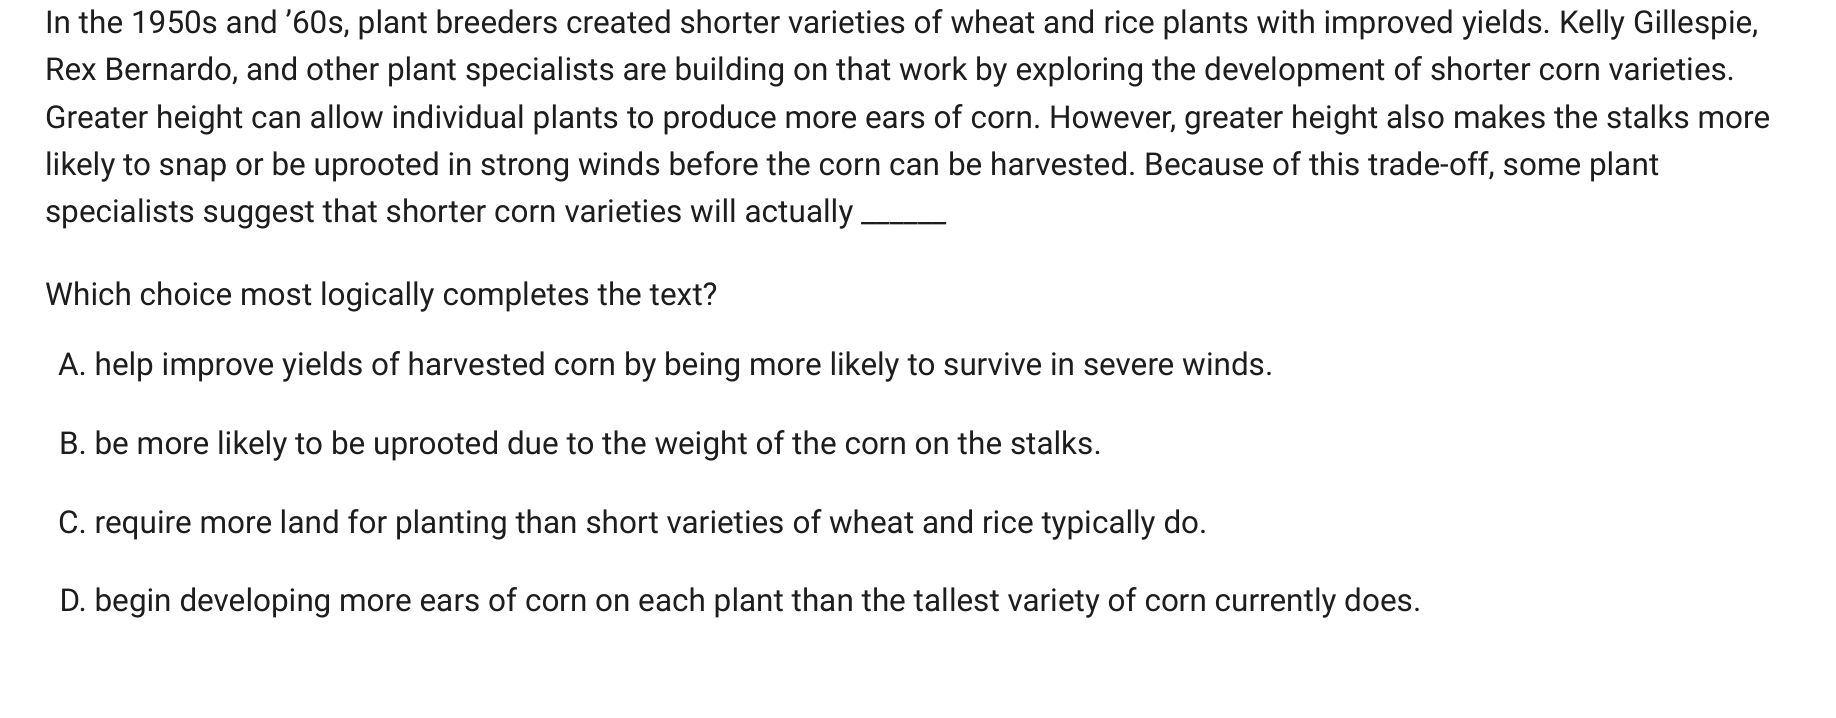 In the 1950s and ’60s, plant breeders created shorter varieties of wheat and rice plants with improved yields. Kelly Gillespie,
Rex Bernardo, and other plant specialists are building on that work by exploring the development of shorter corn varieties.
Greater height can allow individual plants to produce more ears of corn. However, greater height also makes the stalks more
likely to snap or be uprooted in strong winds before the corn can be harvested. Because of this trade-off, some plant
specialists suggest that shorter corn varieties will actually ______
Which choice most logically completes the text?
A. help improve yields of harvested corn by being more likely to survive in severe winds.
B. be more likely to be uprooted due to the weight of the corn on the stalks.
C. require more land for planting than short varieties of wheat and rice typically do.
D. begin developing more ears of corn on each plant than the tallest variety of corn currently does.